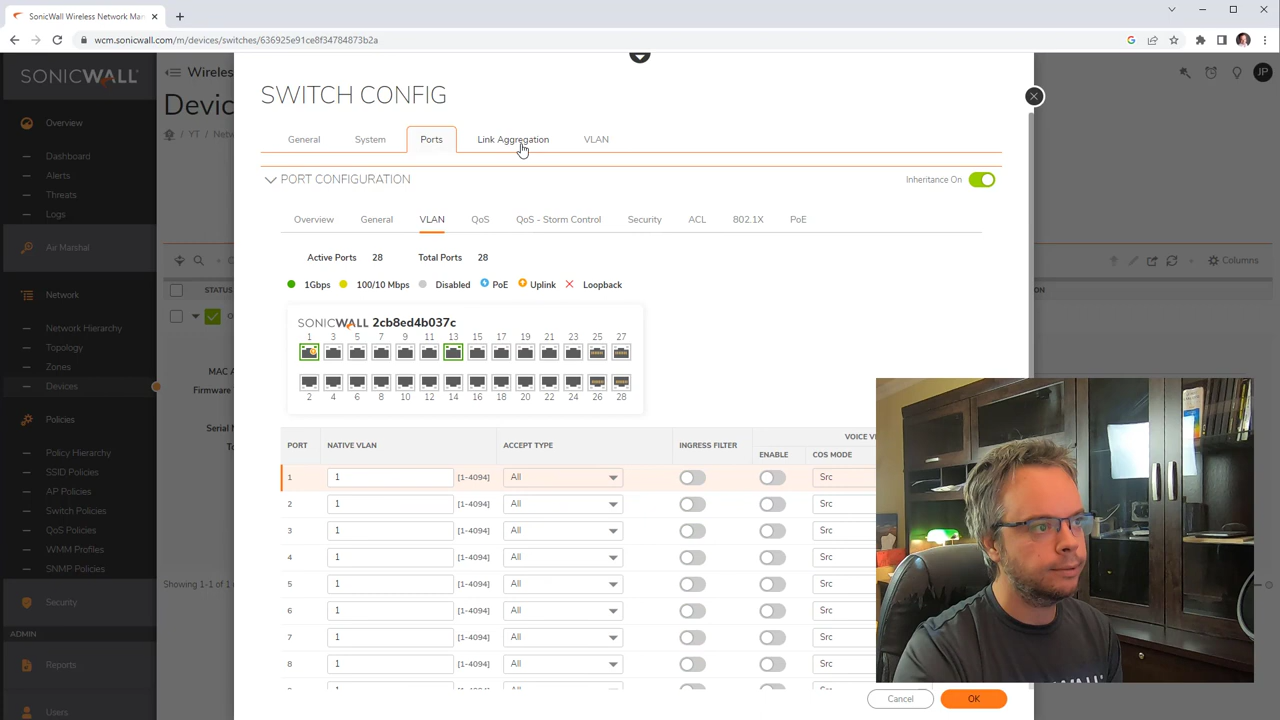 SonicWall Wireless Network Ma
wcm.sonicwall.com/m/devices/switches/636925e91ce8f34784873b2a
SONICWALL
Wireles
JP
Devic
/ YT / Netw
Overview
Dashboard
Alerts
Threats
Logs
Air Marshal
Network
Network Hierarchy
Topology
Zones
Devices
Policies
Policy Hierarchy
SSID Policies
AP Policies
Switch Policies
QoS Policies
WMM Profiles
SNMP Policies
Security
ADMIN
Reports
Users
STATUS
MAC A
Firmware
Serial N
To
Showing 1-1 of 1
Columns
ION
SWITCH CONFIG
General System Ports Link Aggregation VLAN
PORT CONFIGURATION
Inheritance On
Overview General VLAN QoS QoS - Storm Control Security ACL 802.1X PoE
Active Ports 28 Total Ports 28
1Gbps 100/10 Mbps Disabled PoE Uplink Loopback
SONICWALL 2cb8ed4b037c
1 3 5 7 9 11 13 15 17 19 21 23 25 27
2 4 6 8 10 12 14 16 18 20 22 24 26 28
VOICE V
PORT NATIVE VLAN ACCEPT TYPE INGRESS FILTER ENABLE COS MODE
1 1 [1-4094] All Src
2 1 [1-4094] All Src
3 1 [1-4094] All Src
4 1 [1-4094] All Src
5 1 [1-4094] All Src
6 1 [1-4094] All Src
7 1 [1-4094] All Src
8 1 [1-4094] All Src
Cancel OK